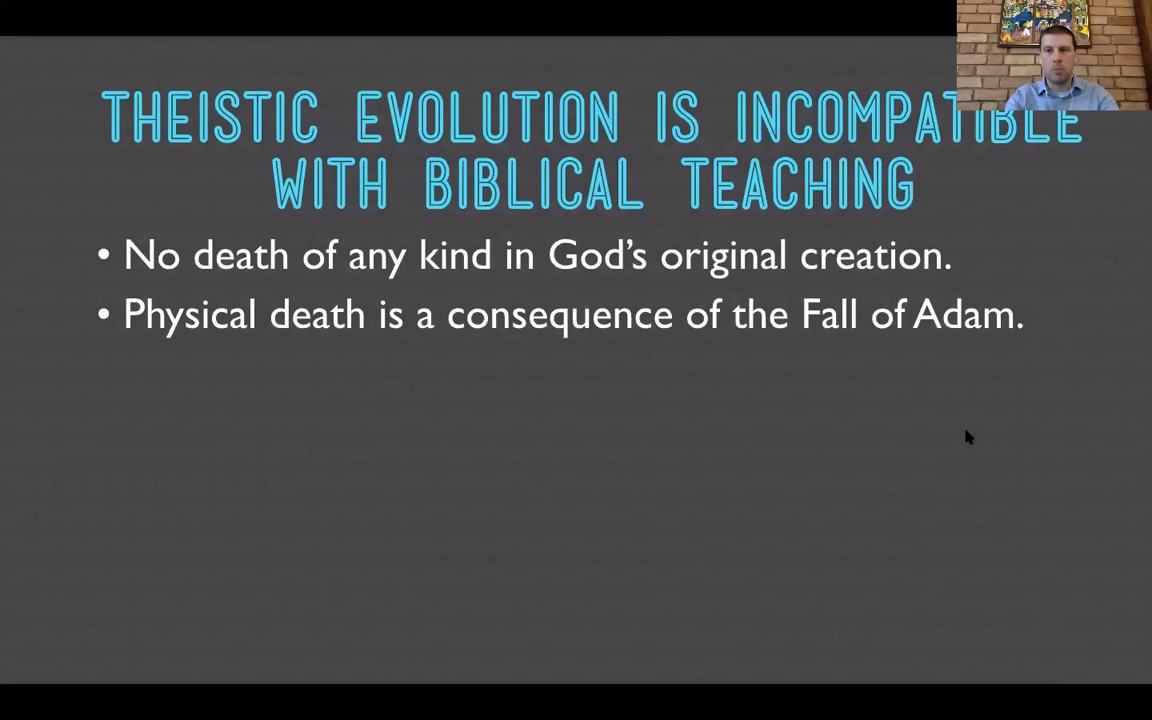 THEISTIC EVOLUTION IS INCOMPATIBLE
WITH BIBLICAL TEACHING
• No death of any kind in God’s original creation.
• Physical death is a consequence of the Fall of Adam.